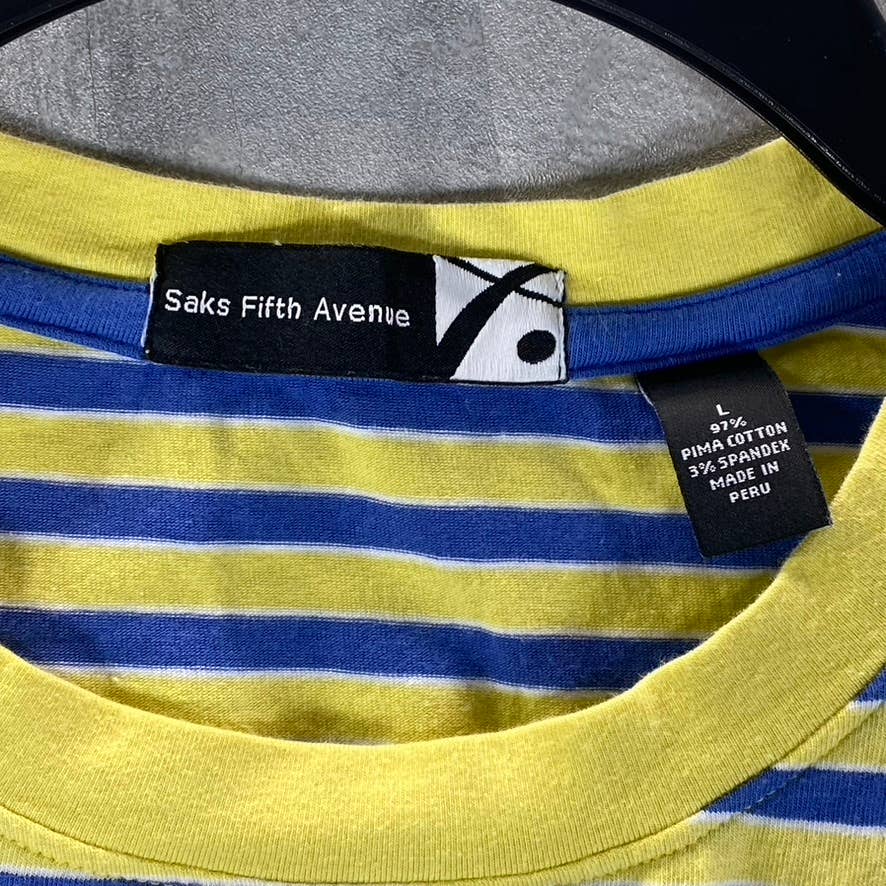 Saks Fifth Avenue
L
97%
PIMA COTTON
3% SPANDEX
MADE IN
PERU